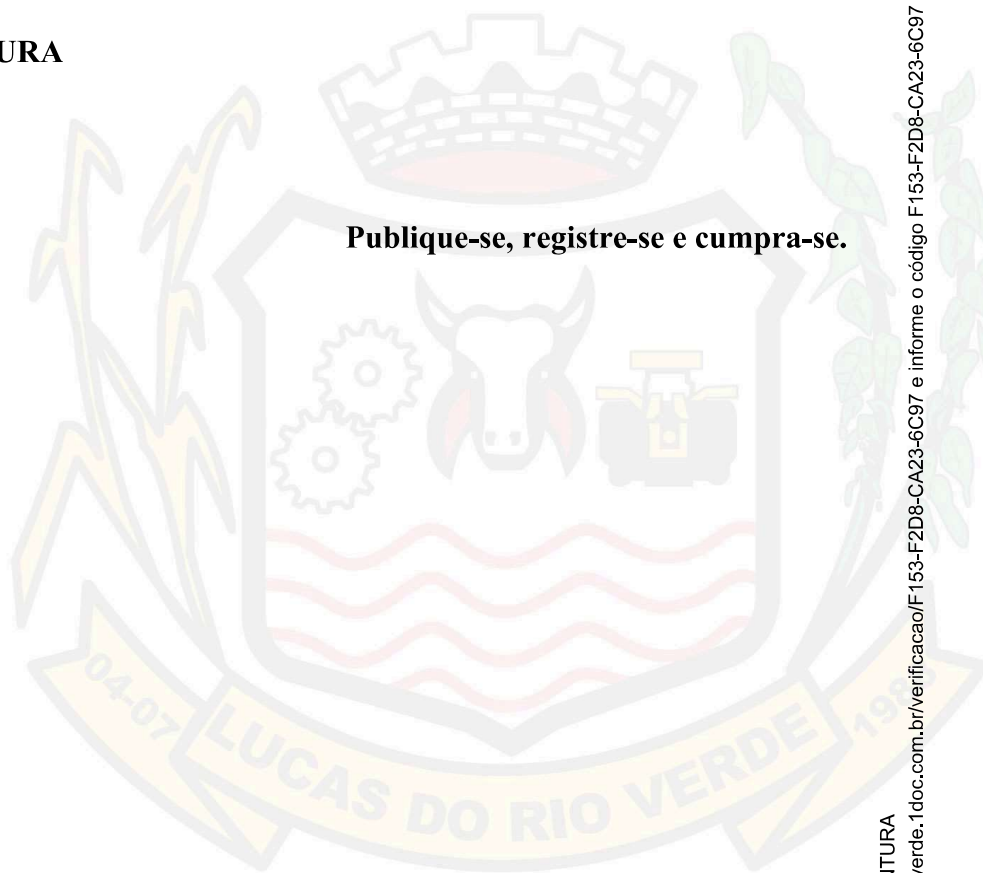 URA
Publique-se, registre-se e cumpra-se.
04-07
LUCAS DO RIO VERDE
NTURA
verde.1doc.com.br/verificacao/F153-F2D8-CA23-6C97 e informe o código F153-F2D8-CA23-6C97